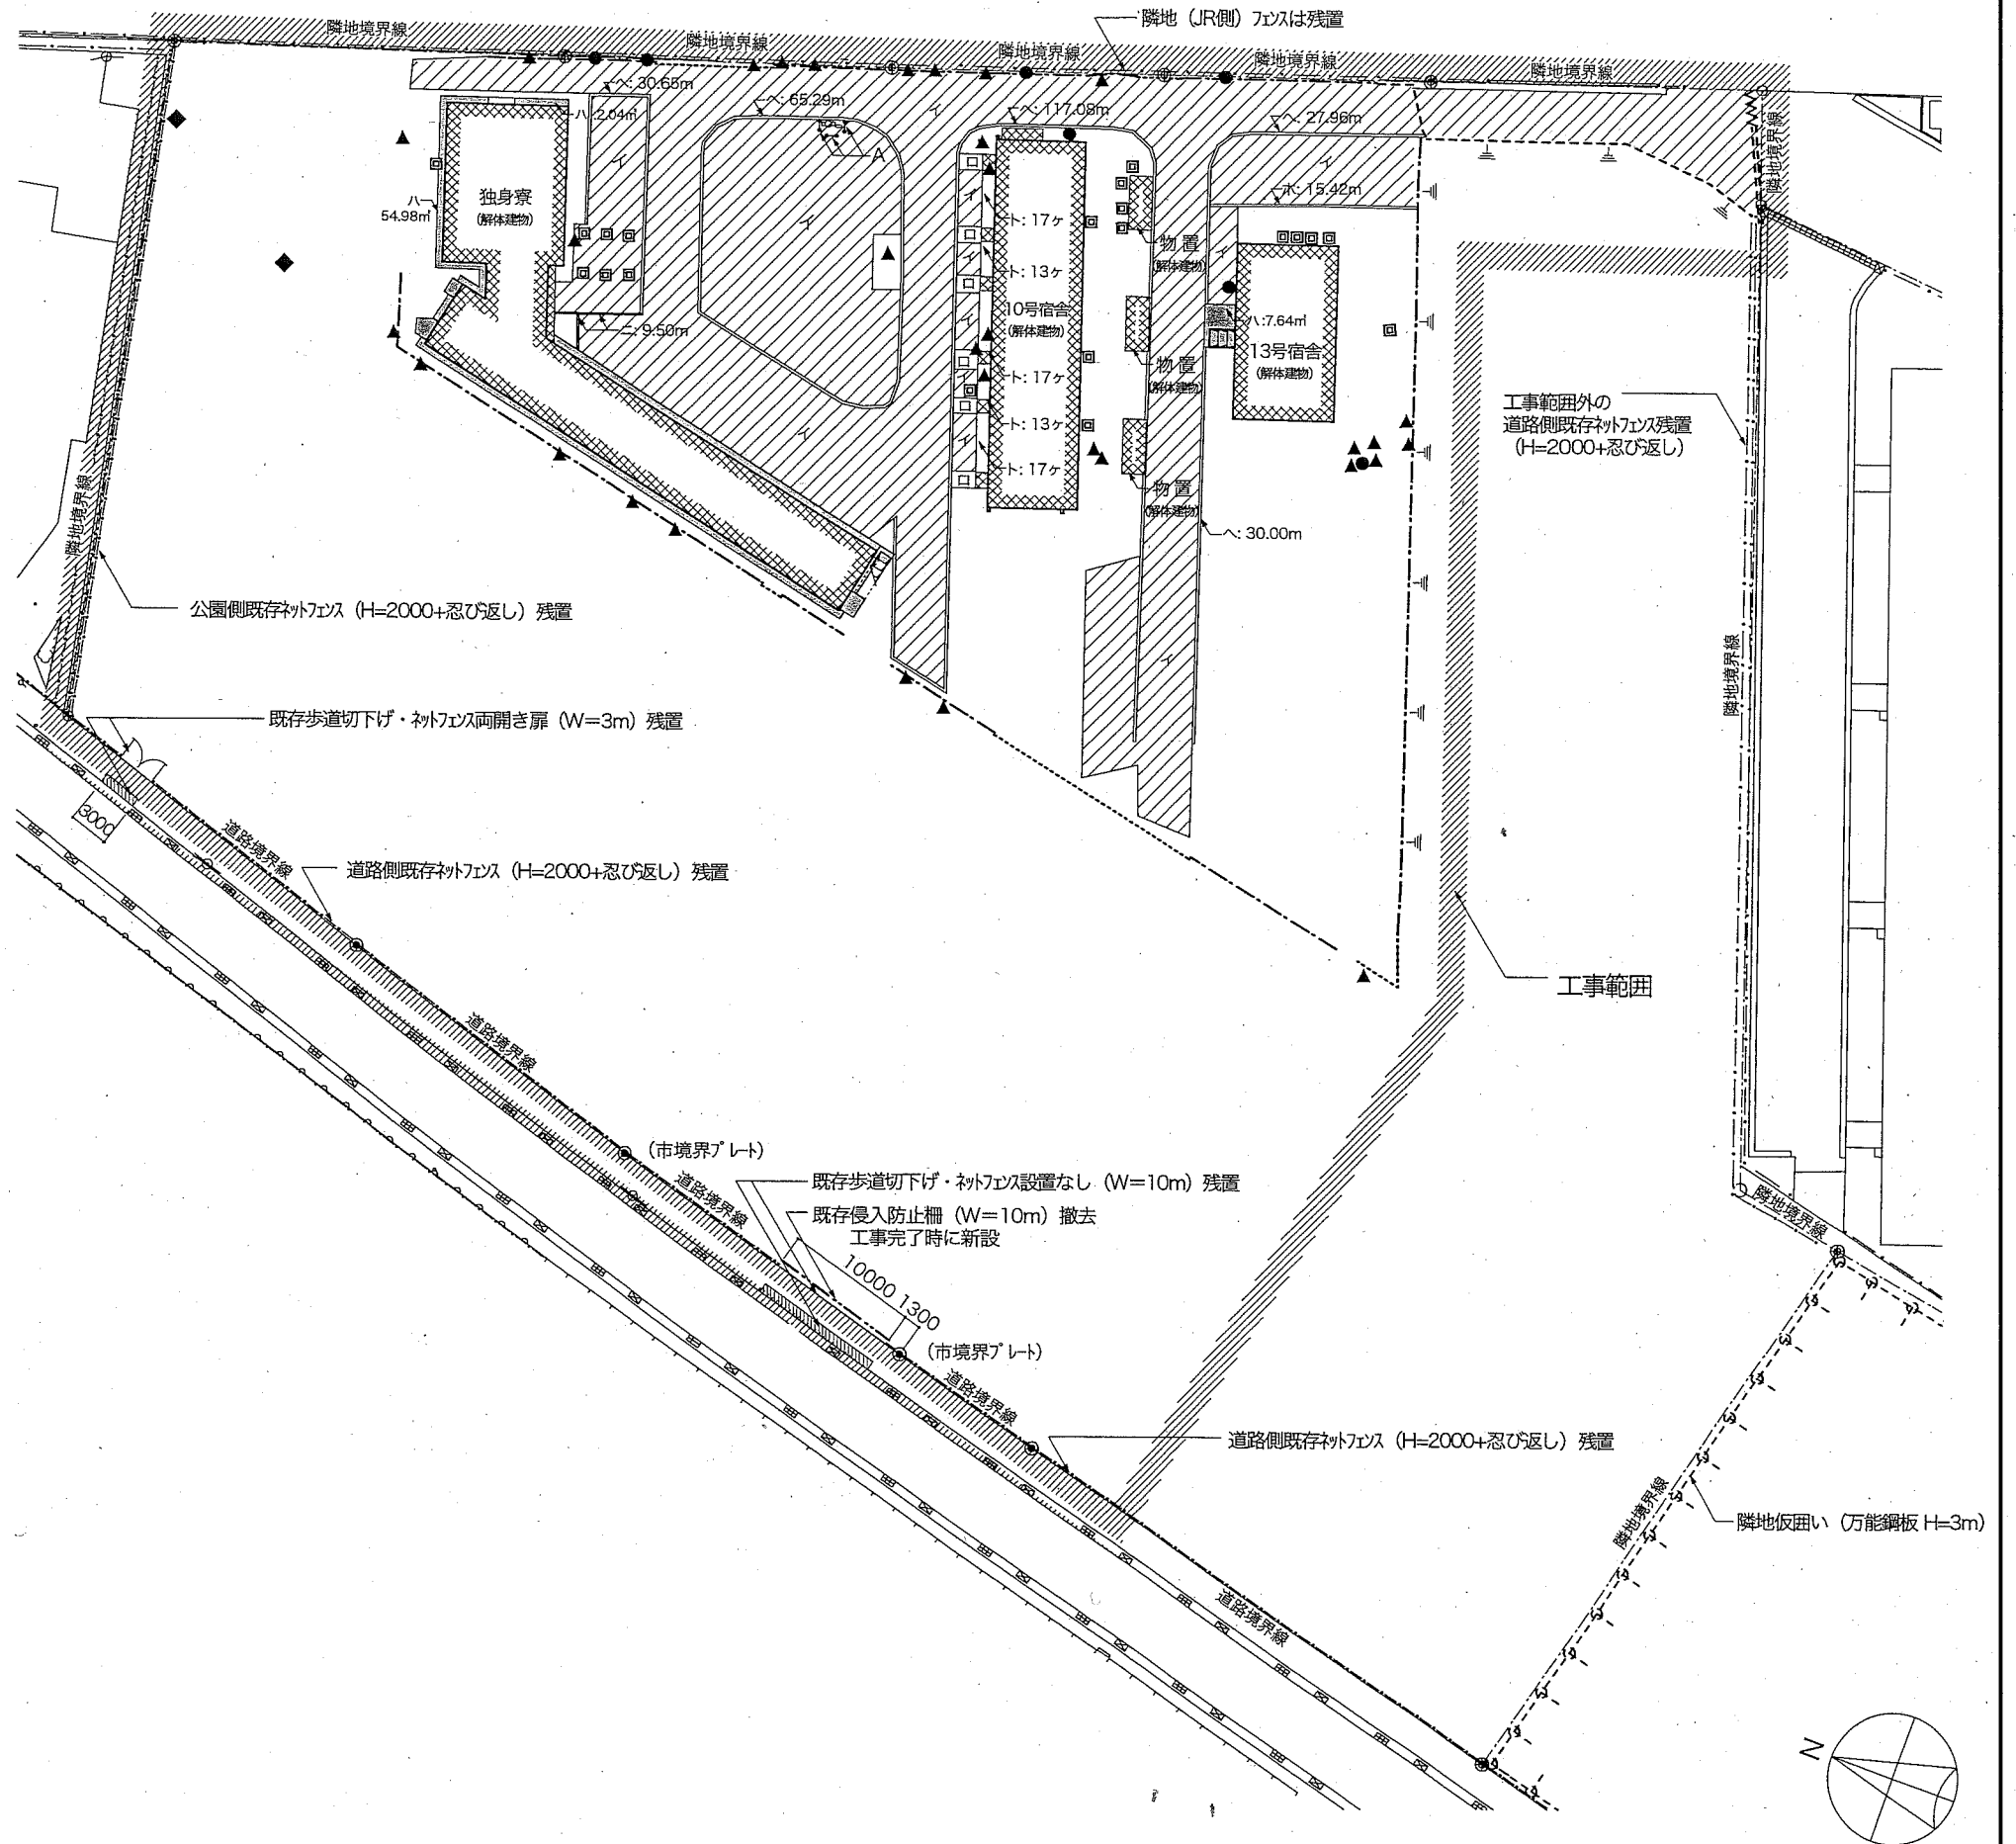 隣地（JR側）フェンスは残置
隣地境界線
隣地境界線
隣地境界線
隣地境界線
隣地境界線
ヘ: 30.65m
ヘ: 65.29m
ヘ: 117.08m
ヘ: 27.96m
ハ: 2.04㎡
イ
A
イ
イ
ホ: 15.42㎡
隣地境界線
独身寮
(解体建物)
ハ
54.98㎡
イ
イ
ト: 17ヶ
物置
(解体建物)
イ
イ
ト: 13ヶ
10号宿舎
(解体建物)
イ
ニ: 9.50m
ハ: 7.64㎡
13号宿舎
(解体建物)
物置
(解体建物)
イ
ト: 17ヶ
イ
ト: 13ヶ
イ
ト: 17ヶ
物置
(解体建物)
ヘ: 30.00m
工事範囲外の
道路側既存ネットフェンス残置
（H=2000+忍び返し）
隣地境界線
公園側既存ネットフェンス（H=2000+忍び返し）残置
イ
隣地境界線
既存歩道切下げ・ネットフェンス両開き扉（W=3m）残置
3000
道路境界線
道路側既存ネットフェンス（H=2000+忍び返し）残置
工事範囲
道路境界線
（市境界プレート）
道路境界線
既存歩道切下げ・ネットフェンス設置なし（W=10m）残置
既存侵入防止柵（W=10m）撤去
工事完了時に新設
10000
1300
（市境界プレート）
隣地境界線
道路境界線
道路側既存ネットフェンス（H=2000+忍び返し）残置
隣地境界線
隣地仮囲い（万能鋼板 H=3m）
道路境界線
N